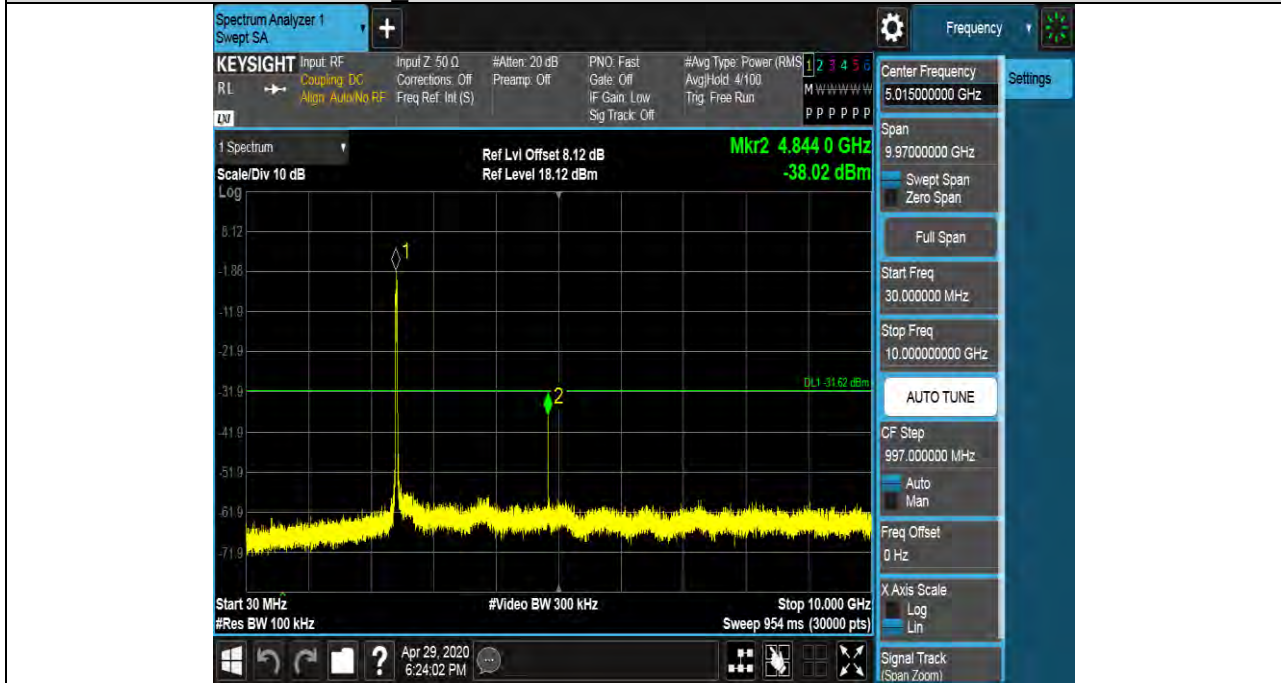 Spectrum Analyzer 1
Swept SA
+
Frequency
KEYSIGHT
RL
LXI
Input: RF
Coupling: DC
Align: Auto/No RF
Input Z: 50 Ω
Corrections: Off
Freq Ref: Int (S)
#Atten: 20 dB
Preamp: Off
PNO: Fast
Gate: Off
IF Gain: Low
Sig Track: Off
#Avg Type: Power (RMS
Avg|Hold: 4/100
Trig: Free Run
1 2 3 4 5 6
M W W W W W
P P P P P P
1 Spectrum
Scale/Div 10 dB
Log
Ref Lvl Offset 8.12 dB
Ref Level 18.12 dBm
Mkr2 4.844 0 GHz
-38.02 dBm
8.12
-1.88
-11.9
-21.9
-31.9
-41.9
-51.9
-61.9
-71.9
1
2
DL1 -31.62 dBm
Start 30 MHz
#Res BW 100 kHz
#Video BW 300 kHz
Stop 10.000 GHz
Sweep 954 ms (30000 pts)
Apr 29, 2020
6:24:02 PM
?
Center Frequency
5.015000000 GHz
Settings
Span
9.97000000 GHz
Swept Span
Zero Span
Full Span
Start Freq
30.000000 MHz
Stop Freq
10.000000000 GHz
AUTO TUNE
CF Step
997.000000 MHz
Auto
Man
Freq Offset
0 Hz
X Axis Scale
Log
Lin
Signal Track
(Span Zoom)